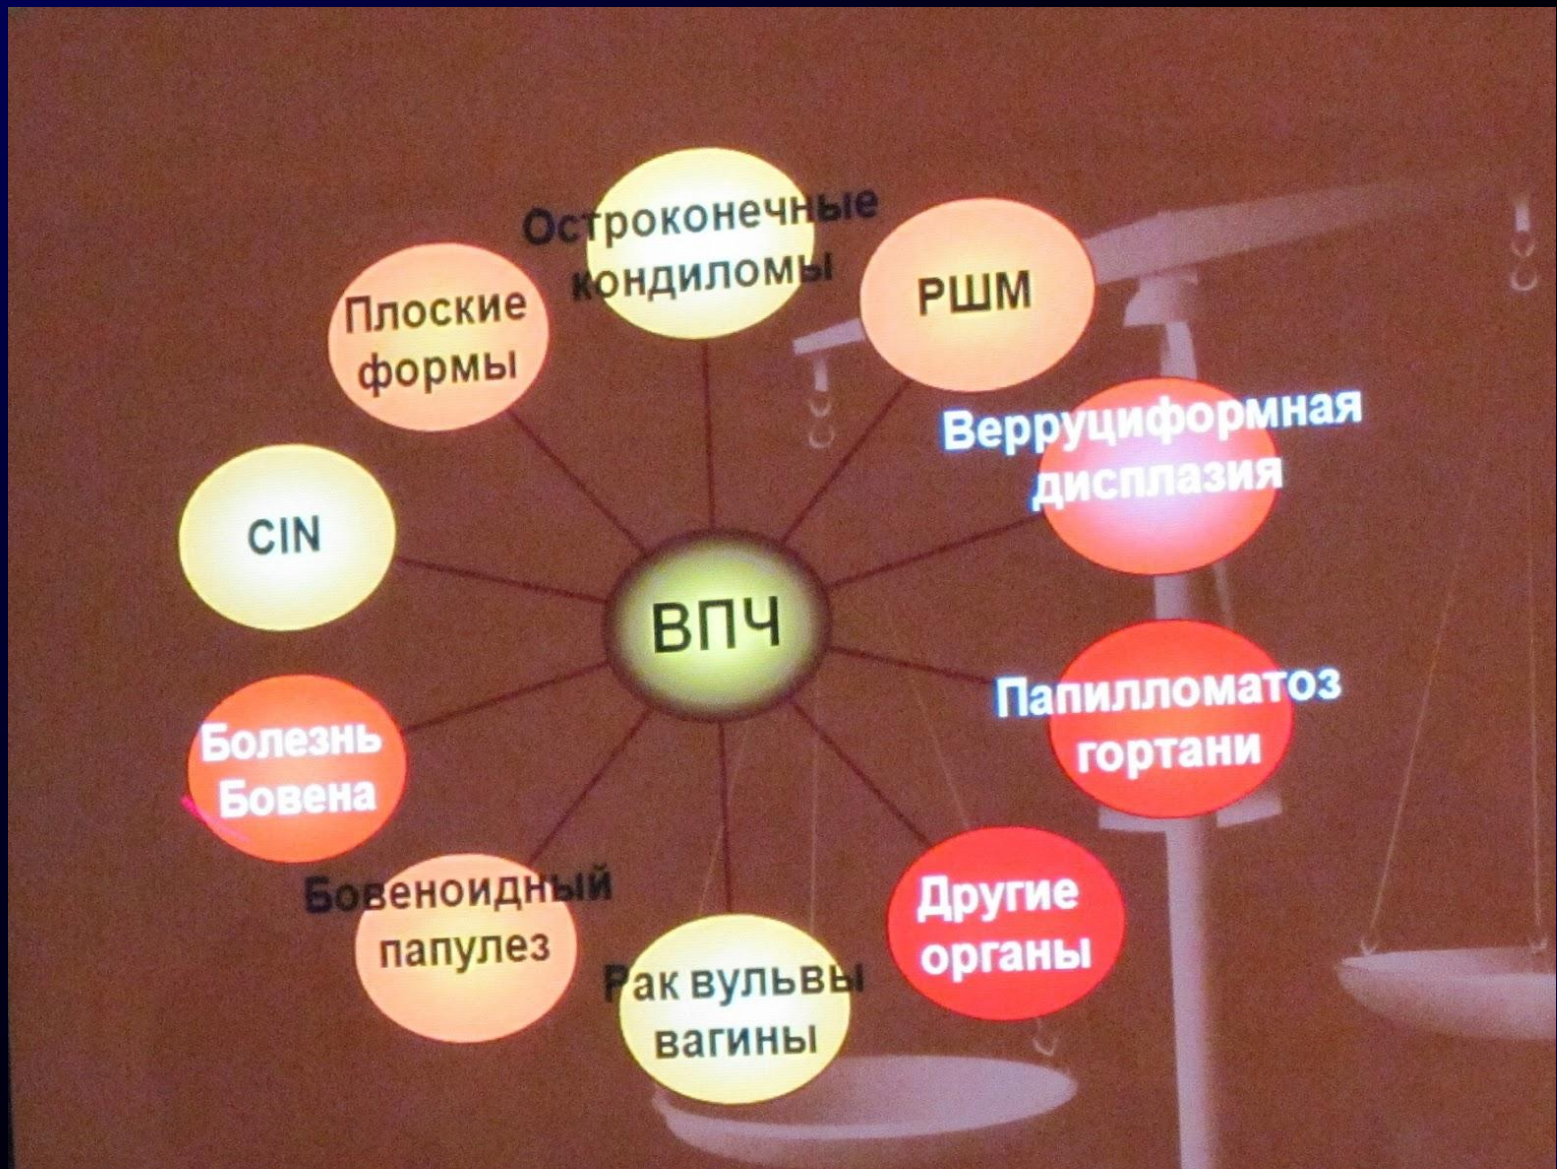 Остроконечные
кондиломы
РШМ
Верруциформная
дисплазия
Папилломатоз
гортани
Другие
органы
Рак вульвы
вагины
Бовеноидный
папулез
Болезнь
Бовена
CIN
Плоские
формы
ВПЧ